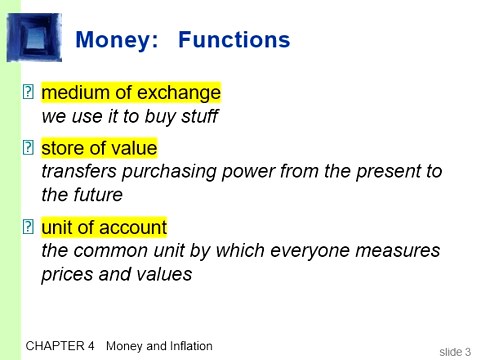 Money: Functions
medium of exchange
we use it to buy stuff
store of value
transfers purchasing power from the present to
the future
unit of account
the common unit by which everyone measures
prices and values
CHAPTER 4 Money and Inflation
slide 3